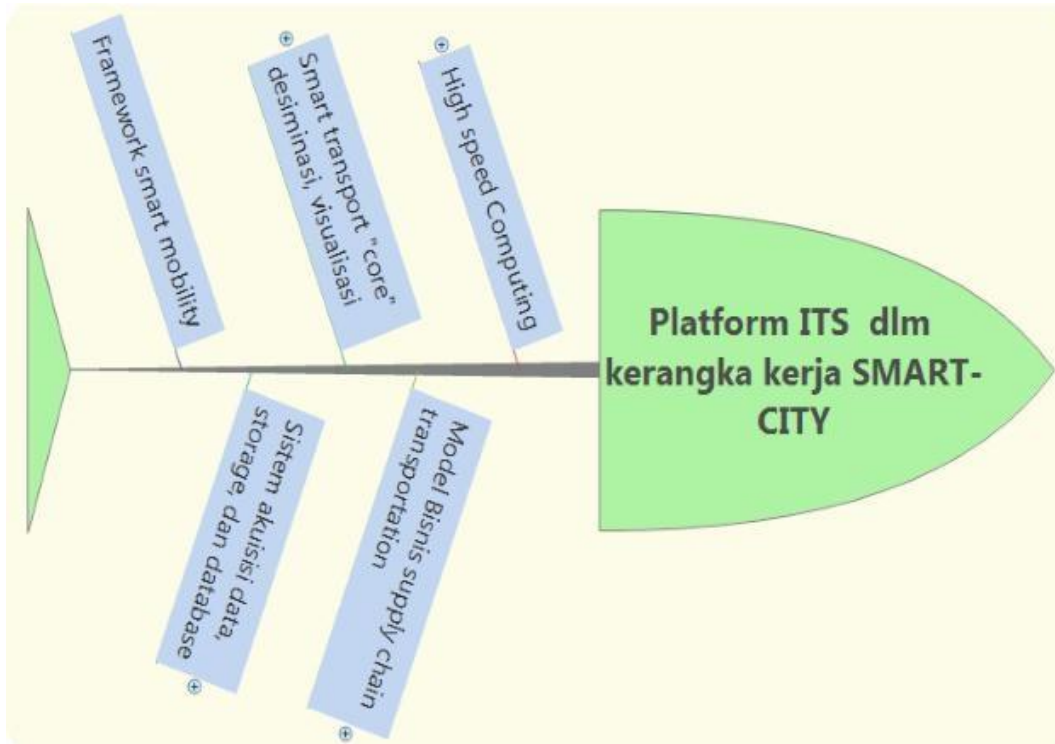 Framework smart mobility
Smart transport "core"
desiminasi, visualisasi
High speed Computing
Platform ITS dlm
kerangka kerja SMART-
CITY
Sistem akuisisi data,
storage, dan database
Model Bisnis supply chain
transportation